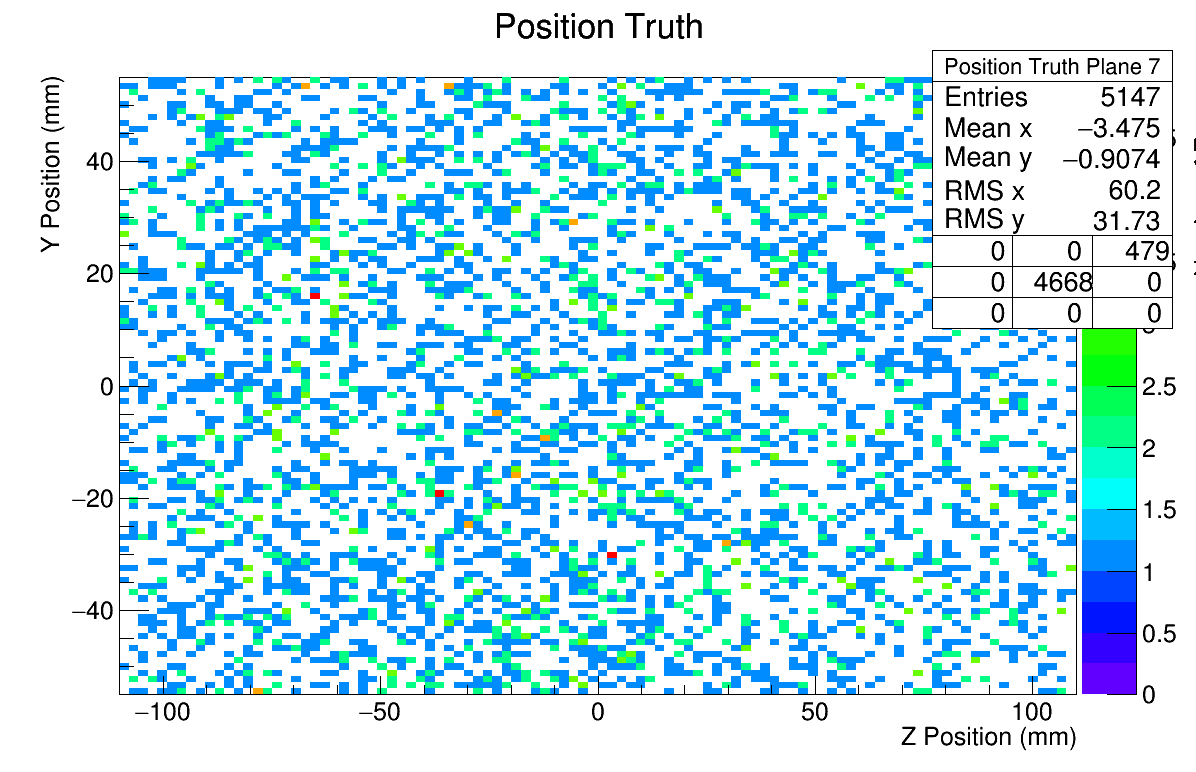 Position Truth
Y Position (mm)
Position Truth Plane 7
Entries 5147
Mean x −3.475
Mean y −0.9074
RMS x 60.2
RMS y 31.73
0 0 479
0 4668 0
0 0 0
40
20
0
−20
−40
2.5
2
1.5
1
0.5
0
−100 −50 0 50 100
Z Position (mm)